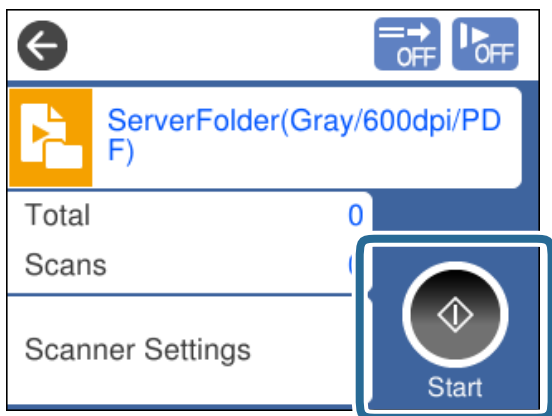 OFF OFF
ServerFolder(Gray/600dpi/PD
F)
Total 0
Scans
Scanner Settings
Start